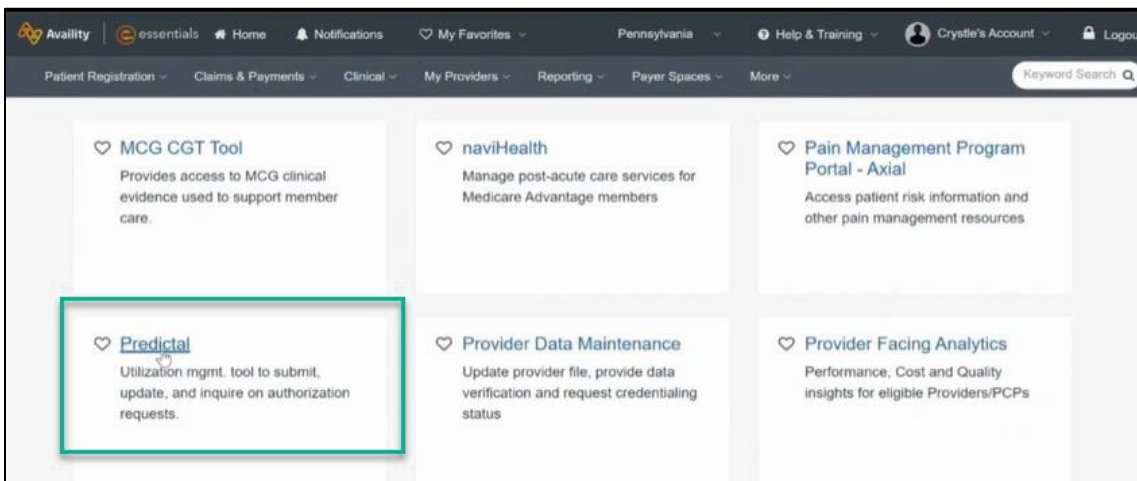 Availity essentials Home Notifications My Favorites Pennsylvania Help & Training Crystle's Account Logou
Patient Registration Claims & Payments Clinical My Providers Reporting Payer Spaces More Keyword Search
MCG CGT Tool
Provides access to MCG clinical
evidence used to support member
care.
naviHealth
Manage post-acute care services for
Medicare Advantage members
Pain Management Program
Portal - Axial
Access patient risk information and
other pain management resources
Predictal
Utilization mgmt. tool to submit,
update, and inquire on authorization
requests.
Provider Data Maintenance
Update provider file, provide data
verification and request credentialing
status
Provider Facing Analytics
Performance, Cost and Quality
insights for eligible Providers/PCPs